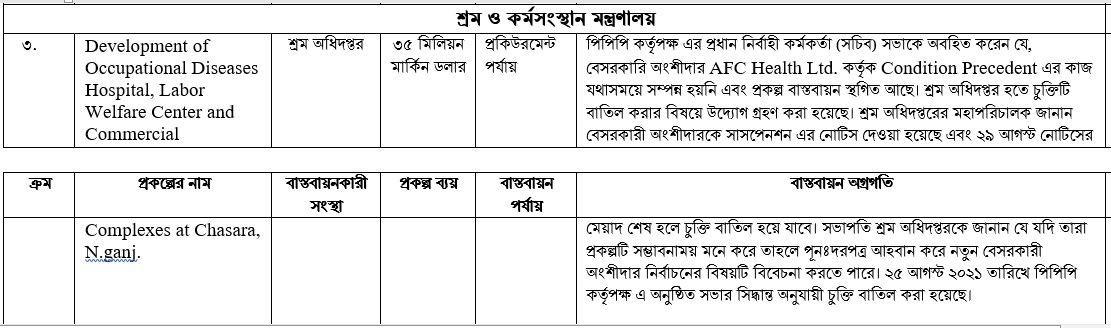 শ্রম ও কর্মসংস্থান মন্ত্রণালয়
৩.
Development of
Occupational Diseases
Hospital, Labor
Welfare Center and
Commercial
শ্রম অধিদপ্তর
৩৫ মিলিয়ন
মার্কিন ডলার
প্রকিউরমেন্ট
পর্যায়
পিপিপি কর্তৃপক্ষ এর প্রধান নির্বাহী কর্মকর্তা (সচিব) সভাকে অবহিত করেন যে,
বেসরকারি অংশীদার AFC Health Ltd. কর্তৃক Condition Precedent এর কাজ
যথাসময়ে সম্পন্ন হয়নি এবং প্রকল্প বাস্তবায়ন স্থগিত আছে। শ্রম অধিদপ্তর হতে চুক্তিটি
বাতিল করার বিষয়ে উদ্যোগ গ্রহণ করা হয়েছে। শ্রম অধিদপ্তরের মহাপরিচালক জানান
বেসরকারী অংশীদারকে সাসপেনশন এর নোটিস দেওয়া হয়েছে এবং ২৯ আগস্ট নোটিসের
ক্রম
প্রকল্পের নাম
বাস্তবায়নকারী
সংস্থা
প্রকল্প ব্যয়
বাস্তবায়ন
পর্যায়
বাস্তবায়ন অগ্রগতি
Complexes at Chasara,
N.ganj.
মেয়াদ শেষ হলে চুক্তি বাতিল হয়ে যাবে। সভাপতি শ্রম অধিদপ্তরকে জানান যে যদি তারা
প্রকল্পটি সম্ভাবনাময় মনে করে তাহলে পূনঃদরপত্র আহবান করে নতুন বেসরকারী
অংশীদার নির্বাচনের বিষয়টি বিবেচনা করতে পারে। ২৫ আগস্ট ২০২১ তারিখে পিপিপি
কর্তৃপক্ষ এ অনুষ্ঠিত সভার সিদ্ধান্ত অনুযায়ী চুক্তি বাতিল করা হয়েছে।